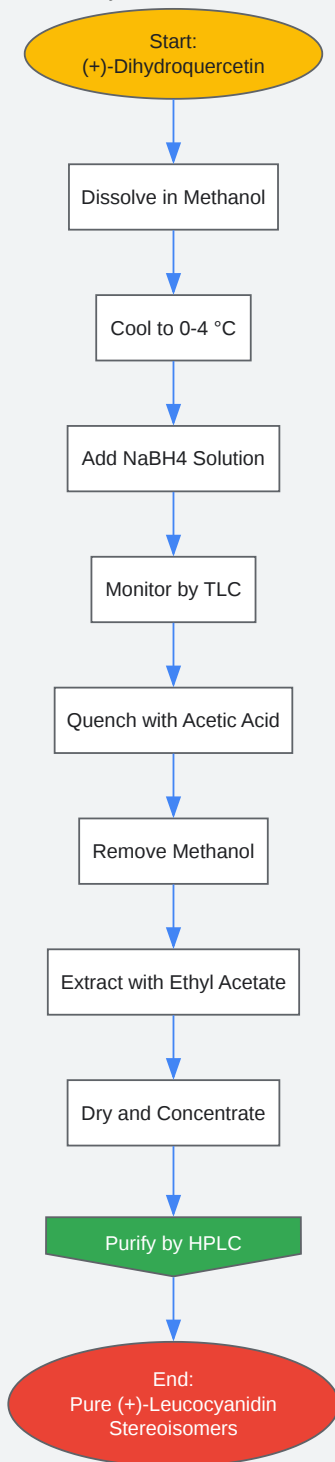 Start:
(+)-Dihydroquercetin
Dissolve in Methanol
Cool to 0-4 °C
Add NaBH4 Solution
Monitor by TLC
Quench with Acetic Acid
Remove Methanol
Extract with Ethyl Acetate
Dry and Concentrate
Purify by HPLC
End:
Pure (+)-Leucocyanidin
Stereoisomers